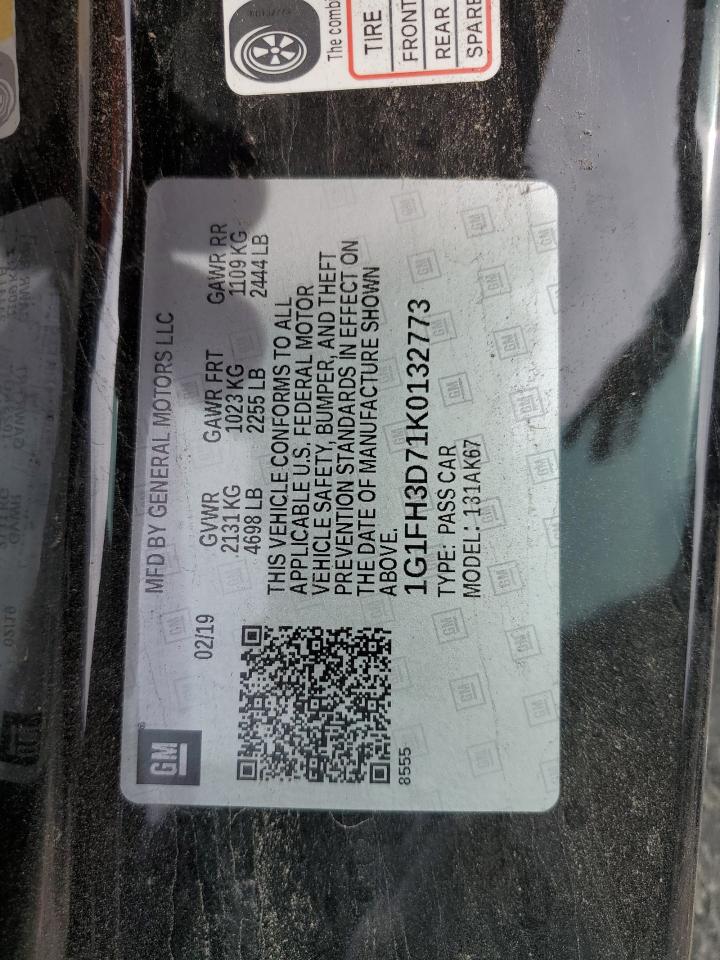 The comb
TIRE
FRONT
REAR
SPARE
GM
MFD BY GENERAL MOTORS LLC
02/19
GVWR GAWR FRT GAWR RR
2131 KG 1023 KG 1109 KG
4698 LB 2255 LB 2444 LB
THIS VEHICLE CONFORMS TO ALL
APPLICABLE U.S. FEDERAL MOTOR
VEHICLE SAFETY, BUMPER, AND THEFT
PREVENTION STANDARDS IN EFFECT ON
THE DATE OF MANUFACTURE SHOWN
ABOVE.
8555
1G1FH3D71K0132773
TYPE: PASS CAR
MODEL: 131AK67